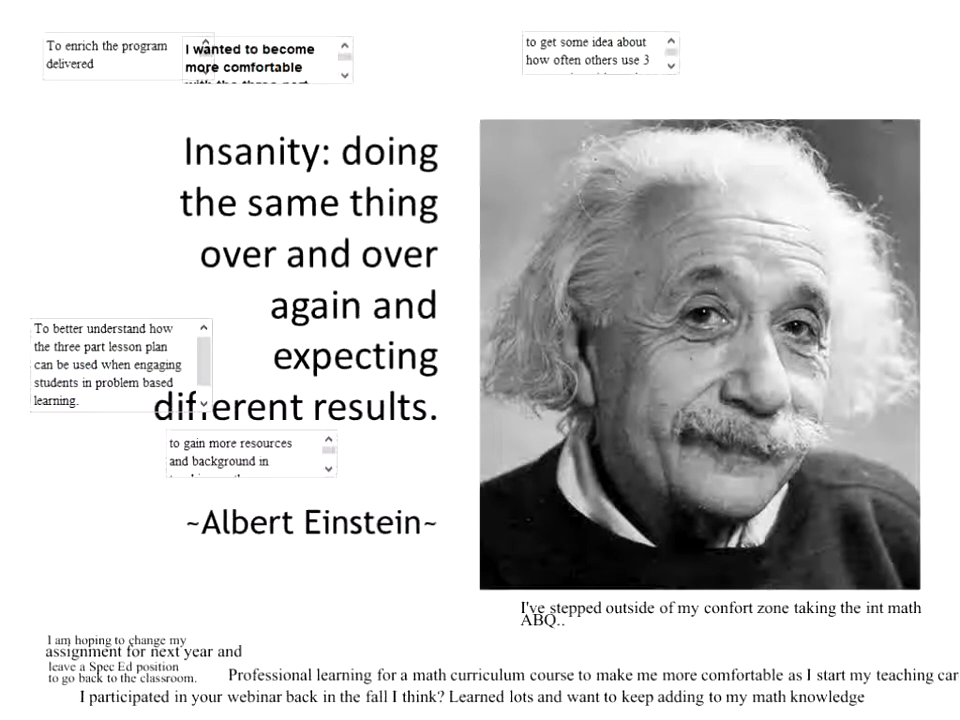 To enrich the program
delivered
I wanted to become
more comfortable
to get some idea about
how often others use 3
Insanity: doing
the same thing
over and over
again and
expecting
different results.
To better understand how
the three part lesson plan
can be used when engaging
students in problem based
learning.
to gain more resources
and background in
~Albert Einstein~
I've stepped outside of my confort zone taking the int math
ABQ..
I am hoping to change my
assignment for next year and
leave a Spec Ed position
to go back to the classroom.
Professional learning for a math curriculum course to make me more comfortable as I start my teaching car
I participated in your webinar back in the fall I think? Learned lots and want to keep adding to my math knowledge